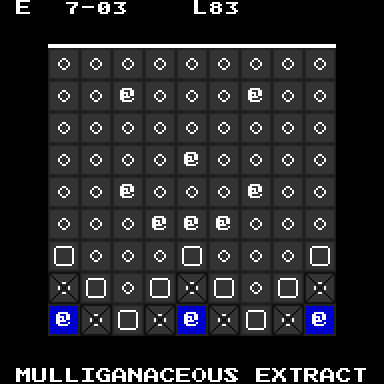 E 7-03 L83
@ @
@
@ @
@ @ @
@ @ @
MULLIGANACEOUS EXTRACT